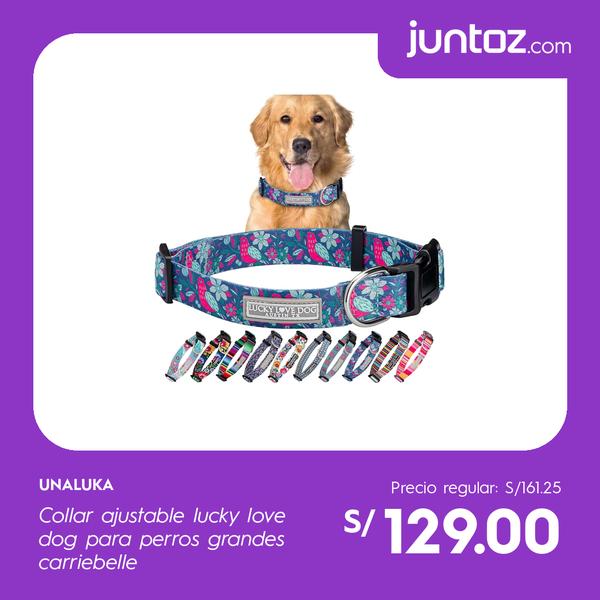 juntoz.com
LUCKY LOVE DOG
AUSTIN, TX
UNALUKA
Collar ajustable lucky love
dog para perros grandes
carriebelle
Precio regular: S/161.25
S/129.00